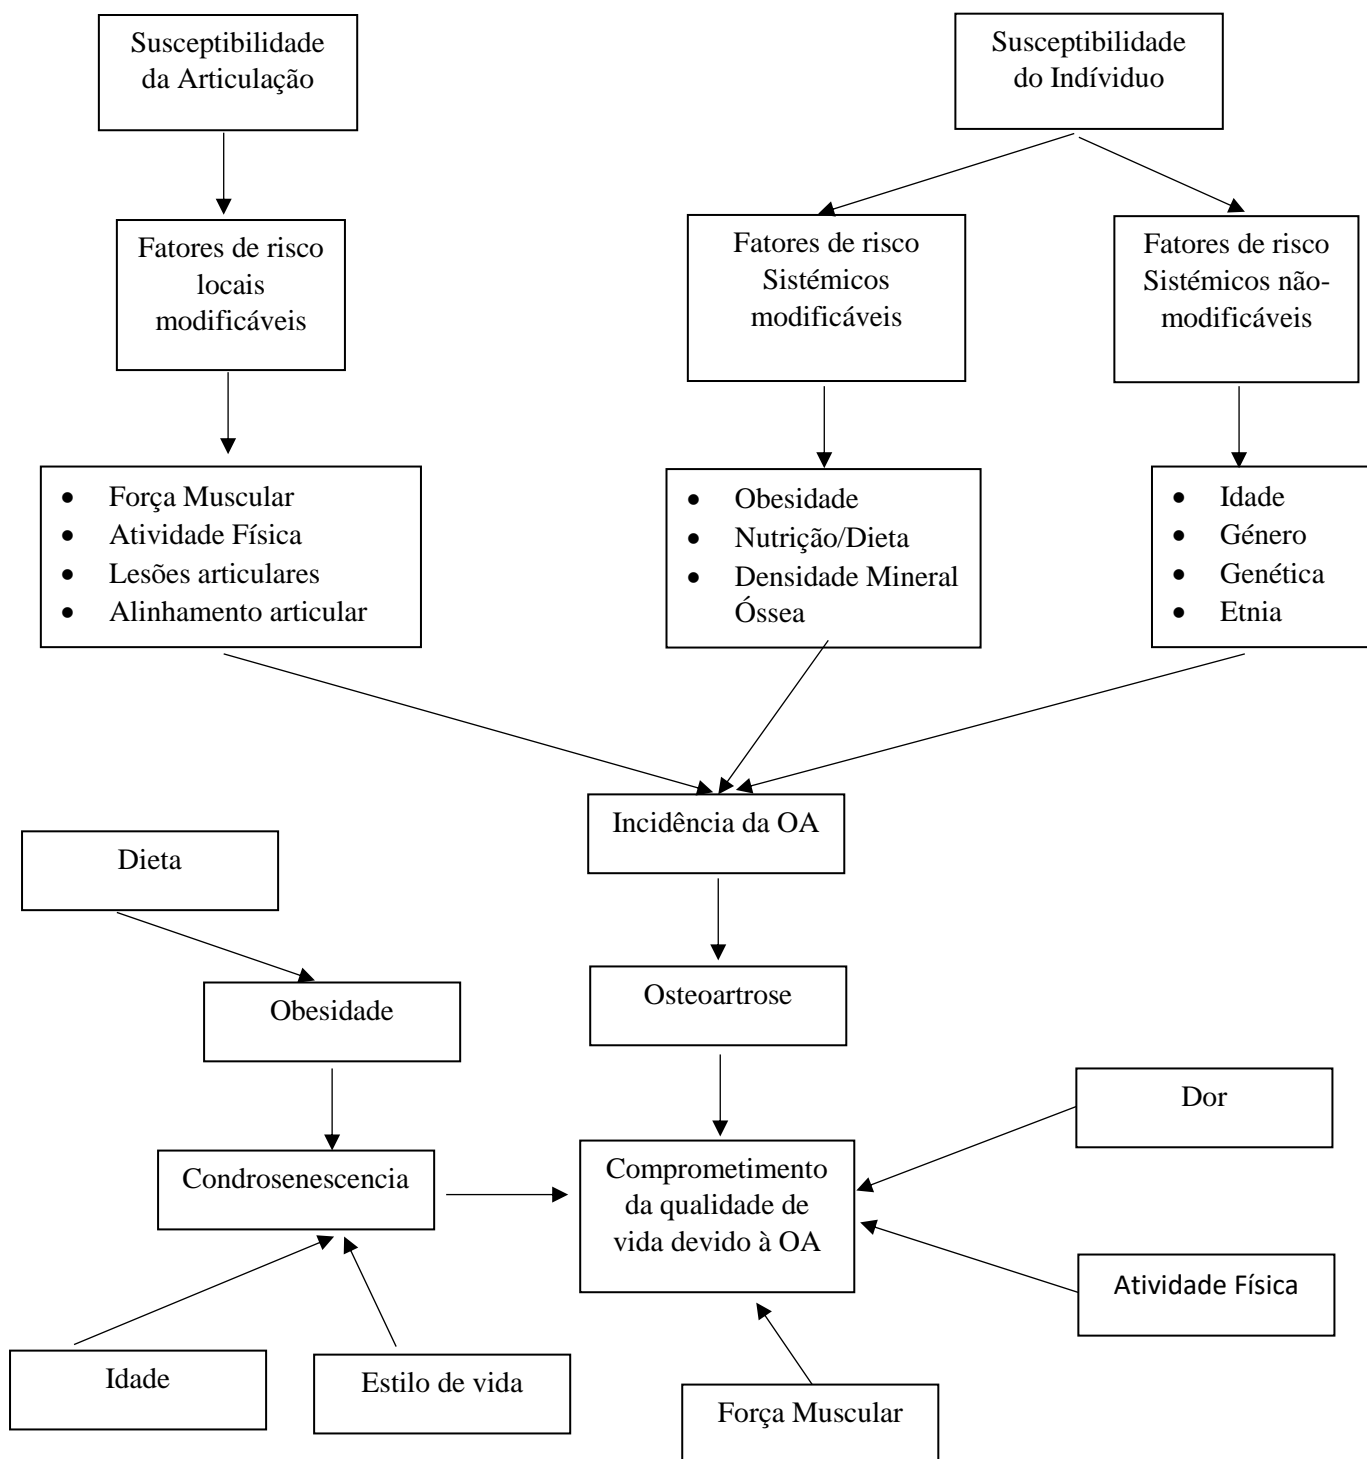 Susceptibilidade
da Articulação
Susceptibilidade
do Indíviduo
Fatores de risco
locais
modificáveis
Fatores de risco
Sistémicos
modificáveis
Fatores de risco
Sistémicos não-
modificáveis
• Força Muscular
• Atividade Física
• Lesões articulares
• Alinhamento articular
• Obesidade
• Nutrição/Dieta
• Densidade Mineral
Óssea
• Idade
• Género
• Genética
• Etnia
Incidência da OA
Dieta
Osteoartrose
Obesidade
Dor
Condrosenescencia
Comprometimento
da qualidade de
vida devido à OA
Atividade Física
Idade
Estilo de vida
Força Muscular